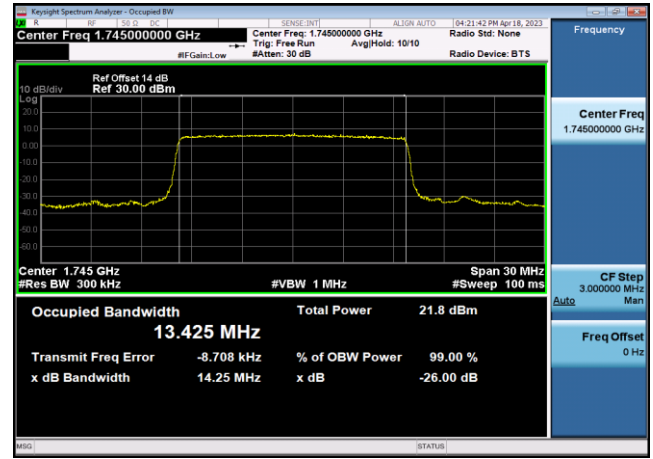 Keysight Spectrum Analyzer - Occupied BW
R RF 50 Ω DC SENSE:INT ALIGN AUTO 04:21:42 PM Apr 18, 2023
Center Freq 1.745000000 GHz Center Freq: 1.745000000 GHz Radio Std: None Frequency
Trig: Free Run Avg|Hold: 10/10
#IFGain:Low #Atten: 30 dB Radio Device: BTS
Ref Offset 14 dB
10 dB/div Ref 30.00 dBm
Log
20.0
10.0
0.00
-10.0
-20.0
-30.0
-40.0
-50.0
-60.0
Center Freq
1.745000000 GHz
Center 1.745 GHz Span 30 MHz
#Res BW 300 kHz #VBW 1 MHz #Sweep 100 ms
CF Step
3.000000 MHz
Auto Man
Occupied Bandwidth Total Power 21.8 dBm
13.425 MHz
Transmit Freq Error -8.708 kHz % of OBW Power 99.00 %
x dB Bandwidth 14.25 MHz x dB -26.00 dB
Freq Offset
0 Hz
MSG STATUS